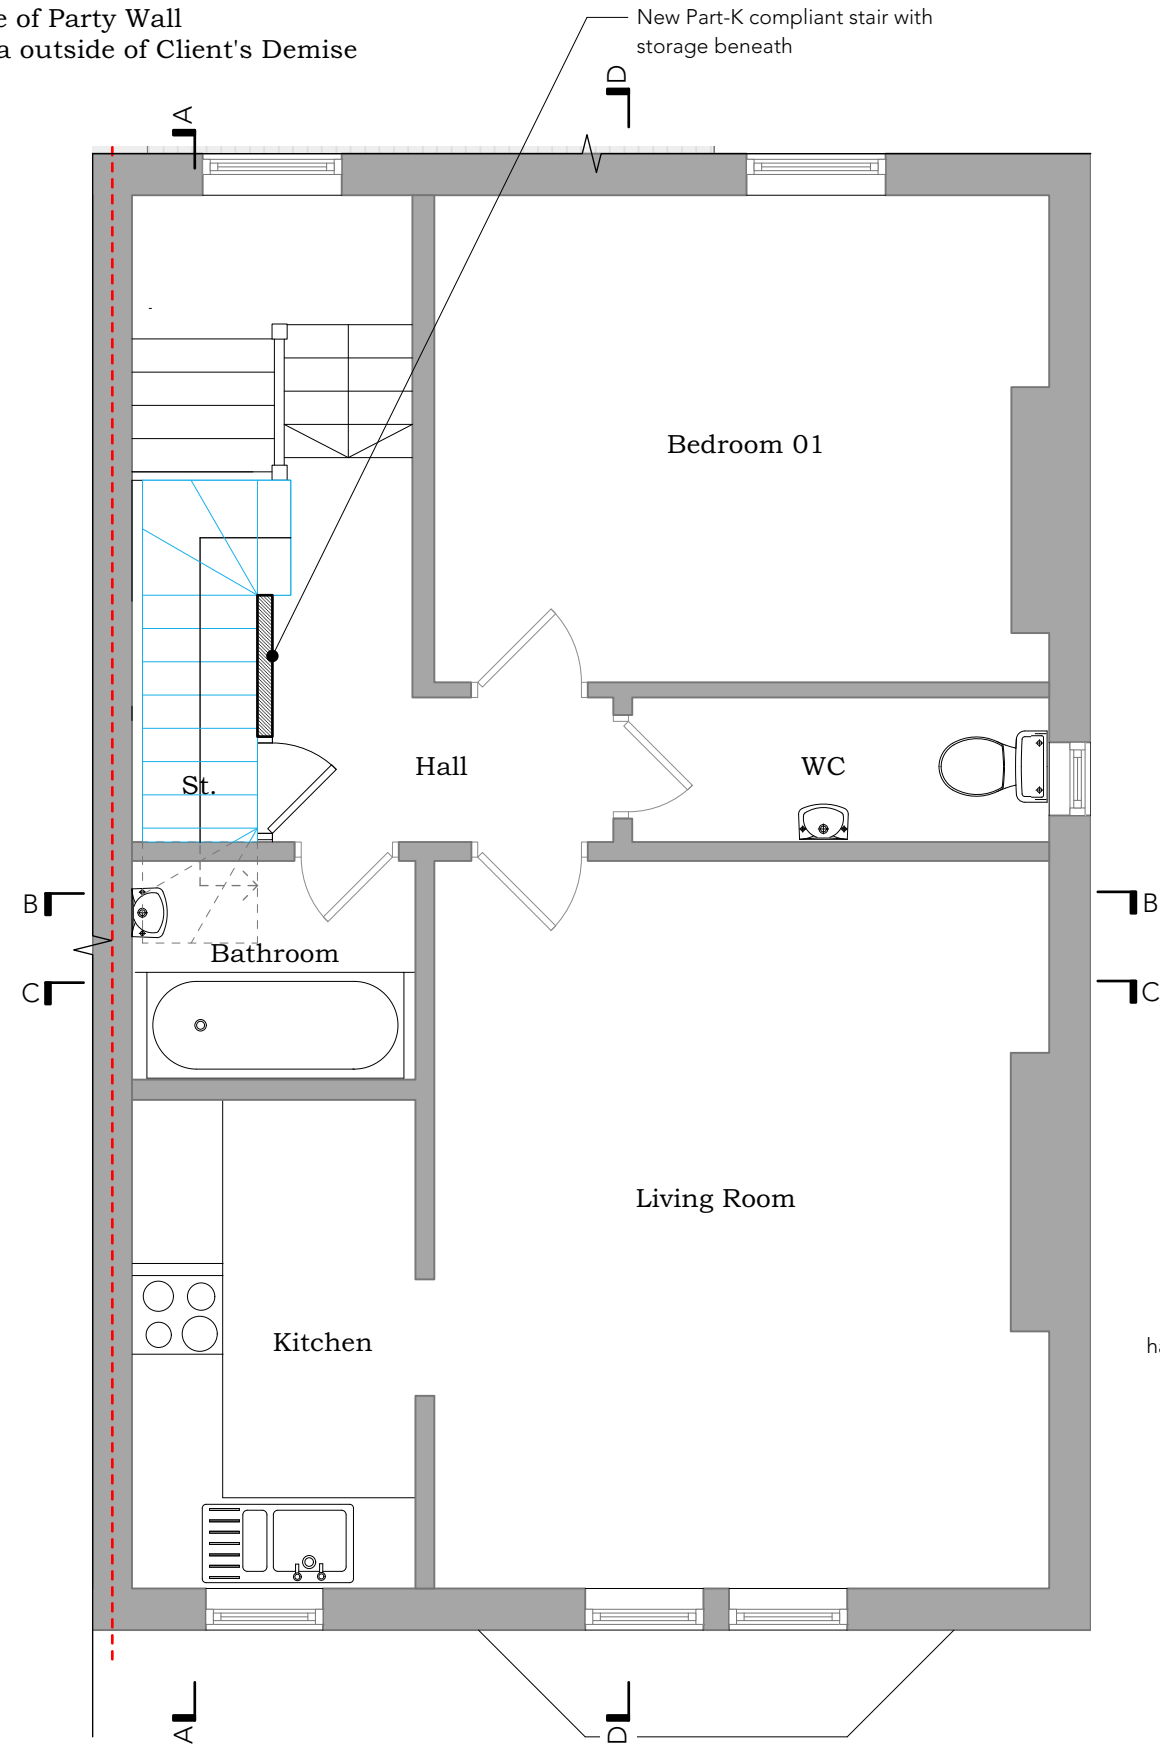 e of Party Wall
a outside of Client's Demise
New Part-K compliant stair with
storage beneath
D
A
Bedroom 01
Hall
WC
St.
B
B
Bathroom
C
C
Living Room
Kitchen
ha
A
D